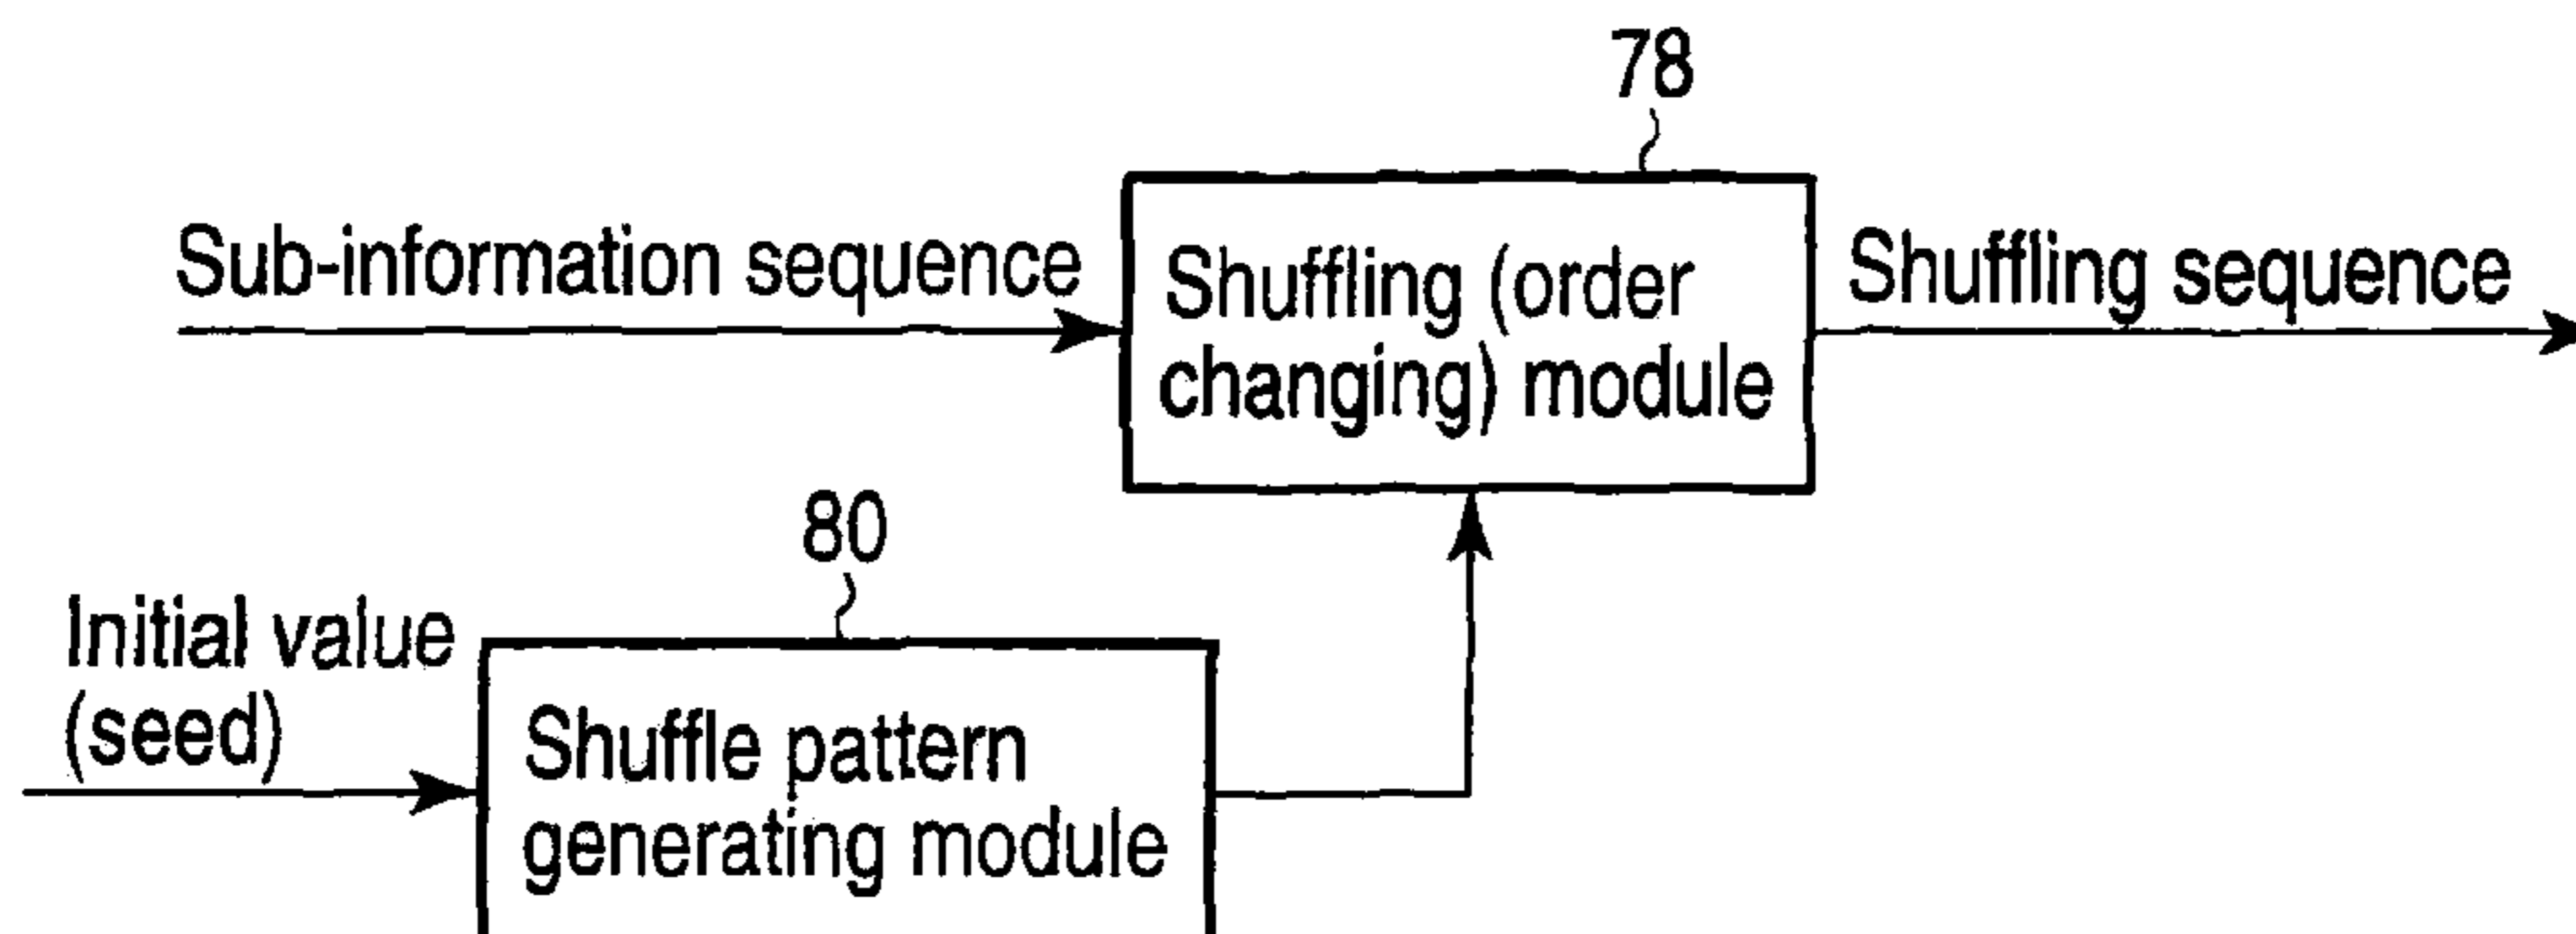 78
Sub-information sequence
Shuffling (order
changing) module
Shuffling sequence
80
Initial value
(seed)
Shuffle pattern
generating module